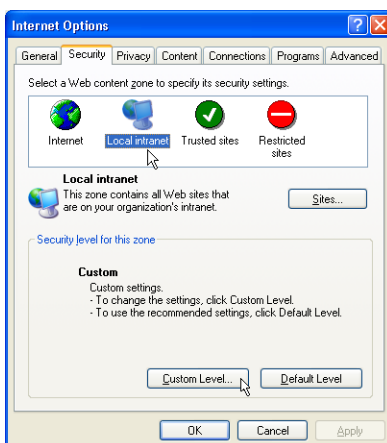 Internet Options
General Security Privacy Content Connections Programs Advanced
Select a Web content zone to specify its security settings.
Internet Local intranet Trusted sites Restricted
sites
Local intranet
This zone contains all Web sites that
are on your organization's intranet.
Sites...
Security level for this zone
Custom
Custom settings.
- To change the settings, click Custom Level.
- To use the recommended settings, click Default Level.
Custom Level... Default Level
OK Cancel Apply